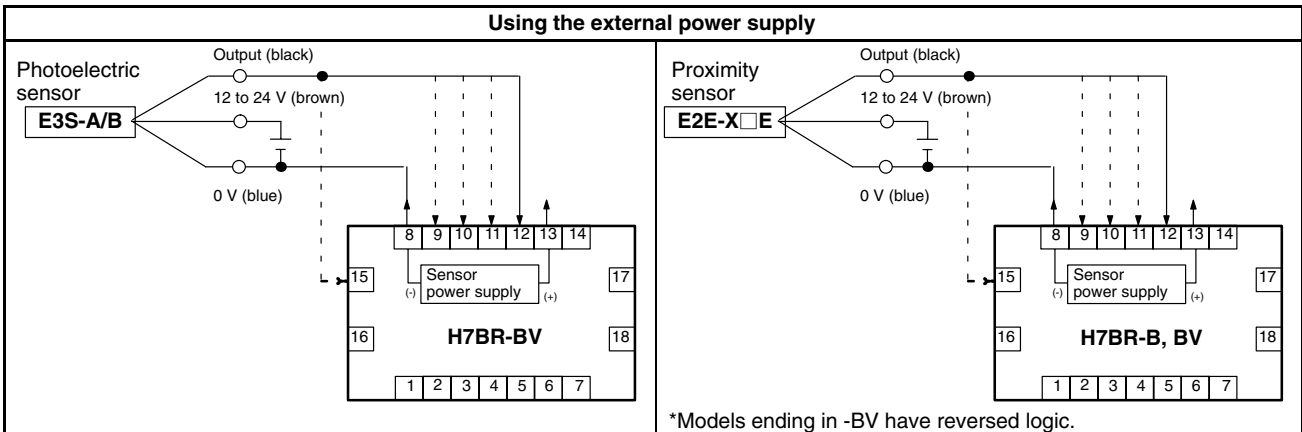 Using the external power supply
Photoelectric
sensor
E3S-A/B
Output (black)
12 to 24 V (brown)
0 V (blue)
8 9 10 11 12 13 14
15
17
Sensor
power supply
(-)
(+)
16
H7BR-BV
18
1 2 3 4 5 6 7
Proximity
sensor
E2E-X□E
Output (black)
12 to 24 V (brown)
0 V (blue)
8 9 10 11 12 13 14
15
17
Sensor
power supply
(-)
(+)
16
H7BR-B, BV
18
1 2 3 4 5 6 7
*Models ending in -BV have reversed logic.